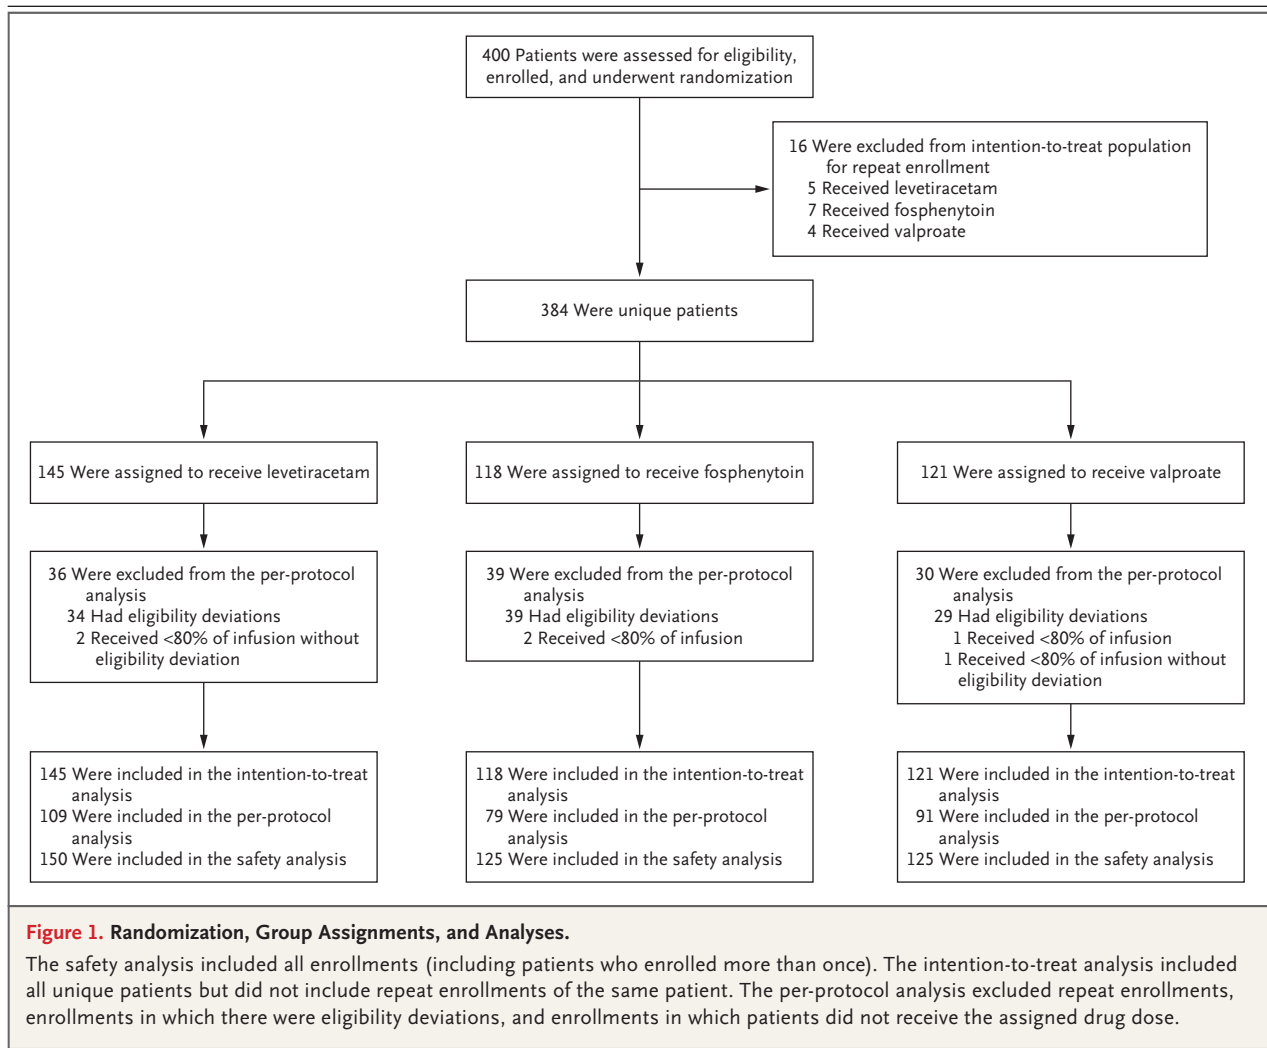 400 Patients were assessed for eligibility,
enrolled, and underwent randomization
16 Were excluded from intention-to-treat population
for repeat enrollment
5 Received levetiracetam
7 Received fosphenytoin
4 Received valproate
384 Were unique patients
145 Were assigned to receive levetiracetam
118 Were assigned to receive fosphenytoin
121 Were assigned to receive valproate
36 Were excluded from the per-protocol
analysis
34 Had eligibility deviations
2 Received <80% of infusion without
eligibility deviation
39 Were excluded from the per-protocol
analysis
39 Had eligibility deviations
2 Received <80% of infusion
30 Were excluded from the per-protocol
analysis
29 Had eligibility deviations
1 Received <80% of infusion
1 Received <80% of infusion without
eligibility deviation
145 Were included in the intention-to-treat
analysis
109 Were included in the per-protocol
analysis
150 Were included in the safety analysis
118 Were included in the intention-to-treat
analysis
79 Were included in the per-protocol
analysis
125 Were included in the safety analysis
121 Were included in the intention-to-treat
analysis
91 Were included in the per-protocol
analysis
125 Were included in the safety analysis
Figure 1. Randomization, Group Assignments, and Analyses.
The safety analysis included all enrollments (including patients who enrolled more than once). The intention-to-treat analysis included
all unique patients but did not include repeat enrollments of the same patient. The per-protocol analysis excluded repeat enrollments,
enrollments in which there were eligibility deviations, and enrollments in which patients did not receive the assigned drug dose.